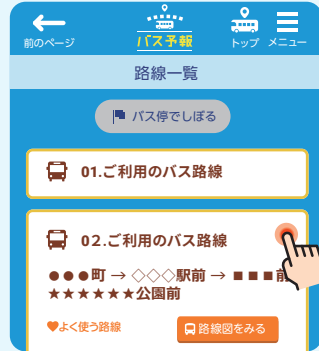 バス予報
前のページ
トップ メニュー
路線一覧
バス停でしぼる
01.ご利用のバス路線
02.ご利用のバス路線
●●●町 → ◇◇◇駅前 → ■■■前
★★★★★★公園前
よく使う路線
路線図をみる